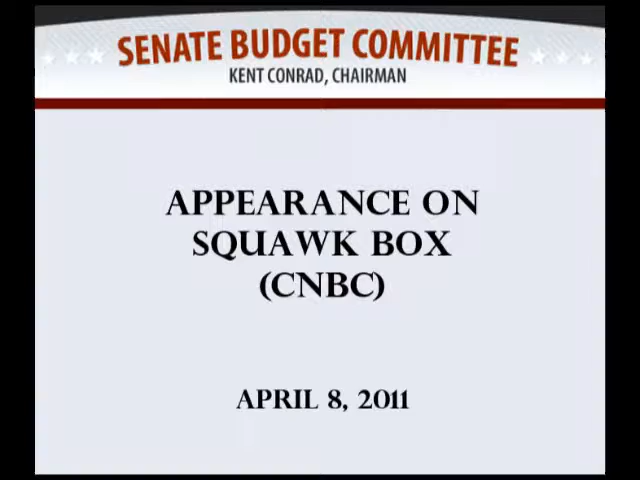 SENATE BUDGET COMMITTEE
KENT CONRAD, CHAIRMAN
APPEARANCE ON
SQUAWK BOX
(CNBC)
APRIL 8, 2011